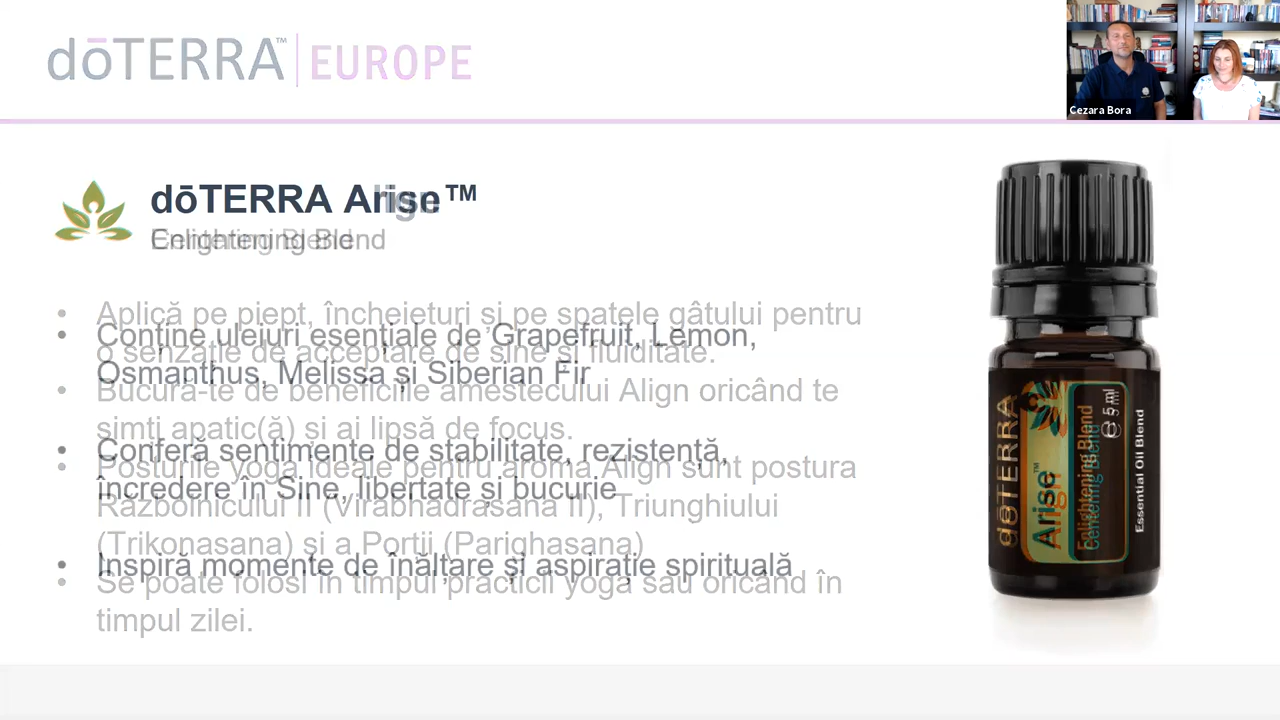 dōTERRA™ EUROPE
Cezara Bora
dōTERRA Arise™
Enlightening Blend
• Aplică pe piept, încheieturi și pe spatele gâtului pentru
o senzație de acceptare de sine și fluiditate.
• Bucură-te de beneficiile amestecului Align oricând te
simți apatic(ă) și ai lipsă de focus.
• Posturile yoga ideale pentru aroma Align sunt postura
Războinicului II (Virabhadrasana II), Triunghiului
(Trikonasana) și a Porții (Parighasana)
• Se poate folosi în timpul practicii yoga sau oricând în
timpul zilei.
• Conține uleiuri esențiale de Grapefruit, Lemon,
Osmanthus, Melissa și Siberian Fir
• Conferă sentimente de stabilitate, rezistență,
încredere în Sine, libertate și bucurie
• Inspiră momente de înălțare și aspirație spirituală
dōTERRA
Arise™
Align
Enlightening Blend
Centering Blend
℮ 5 ml
Essential Oil Blend